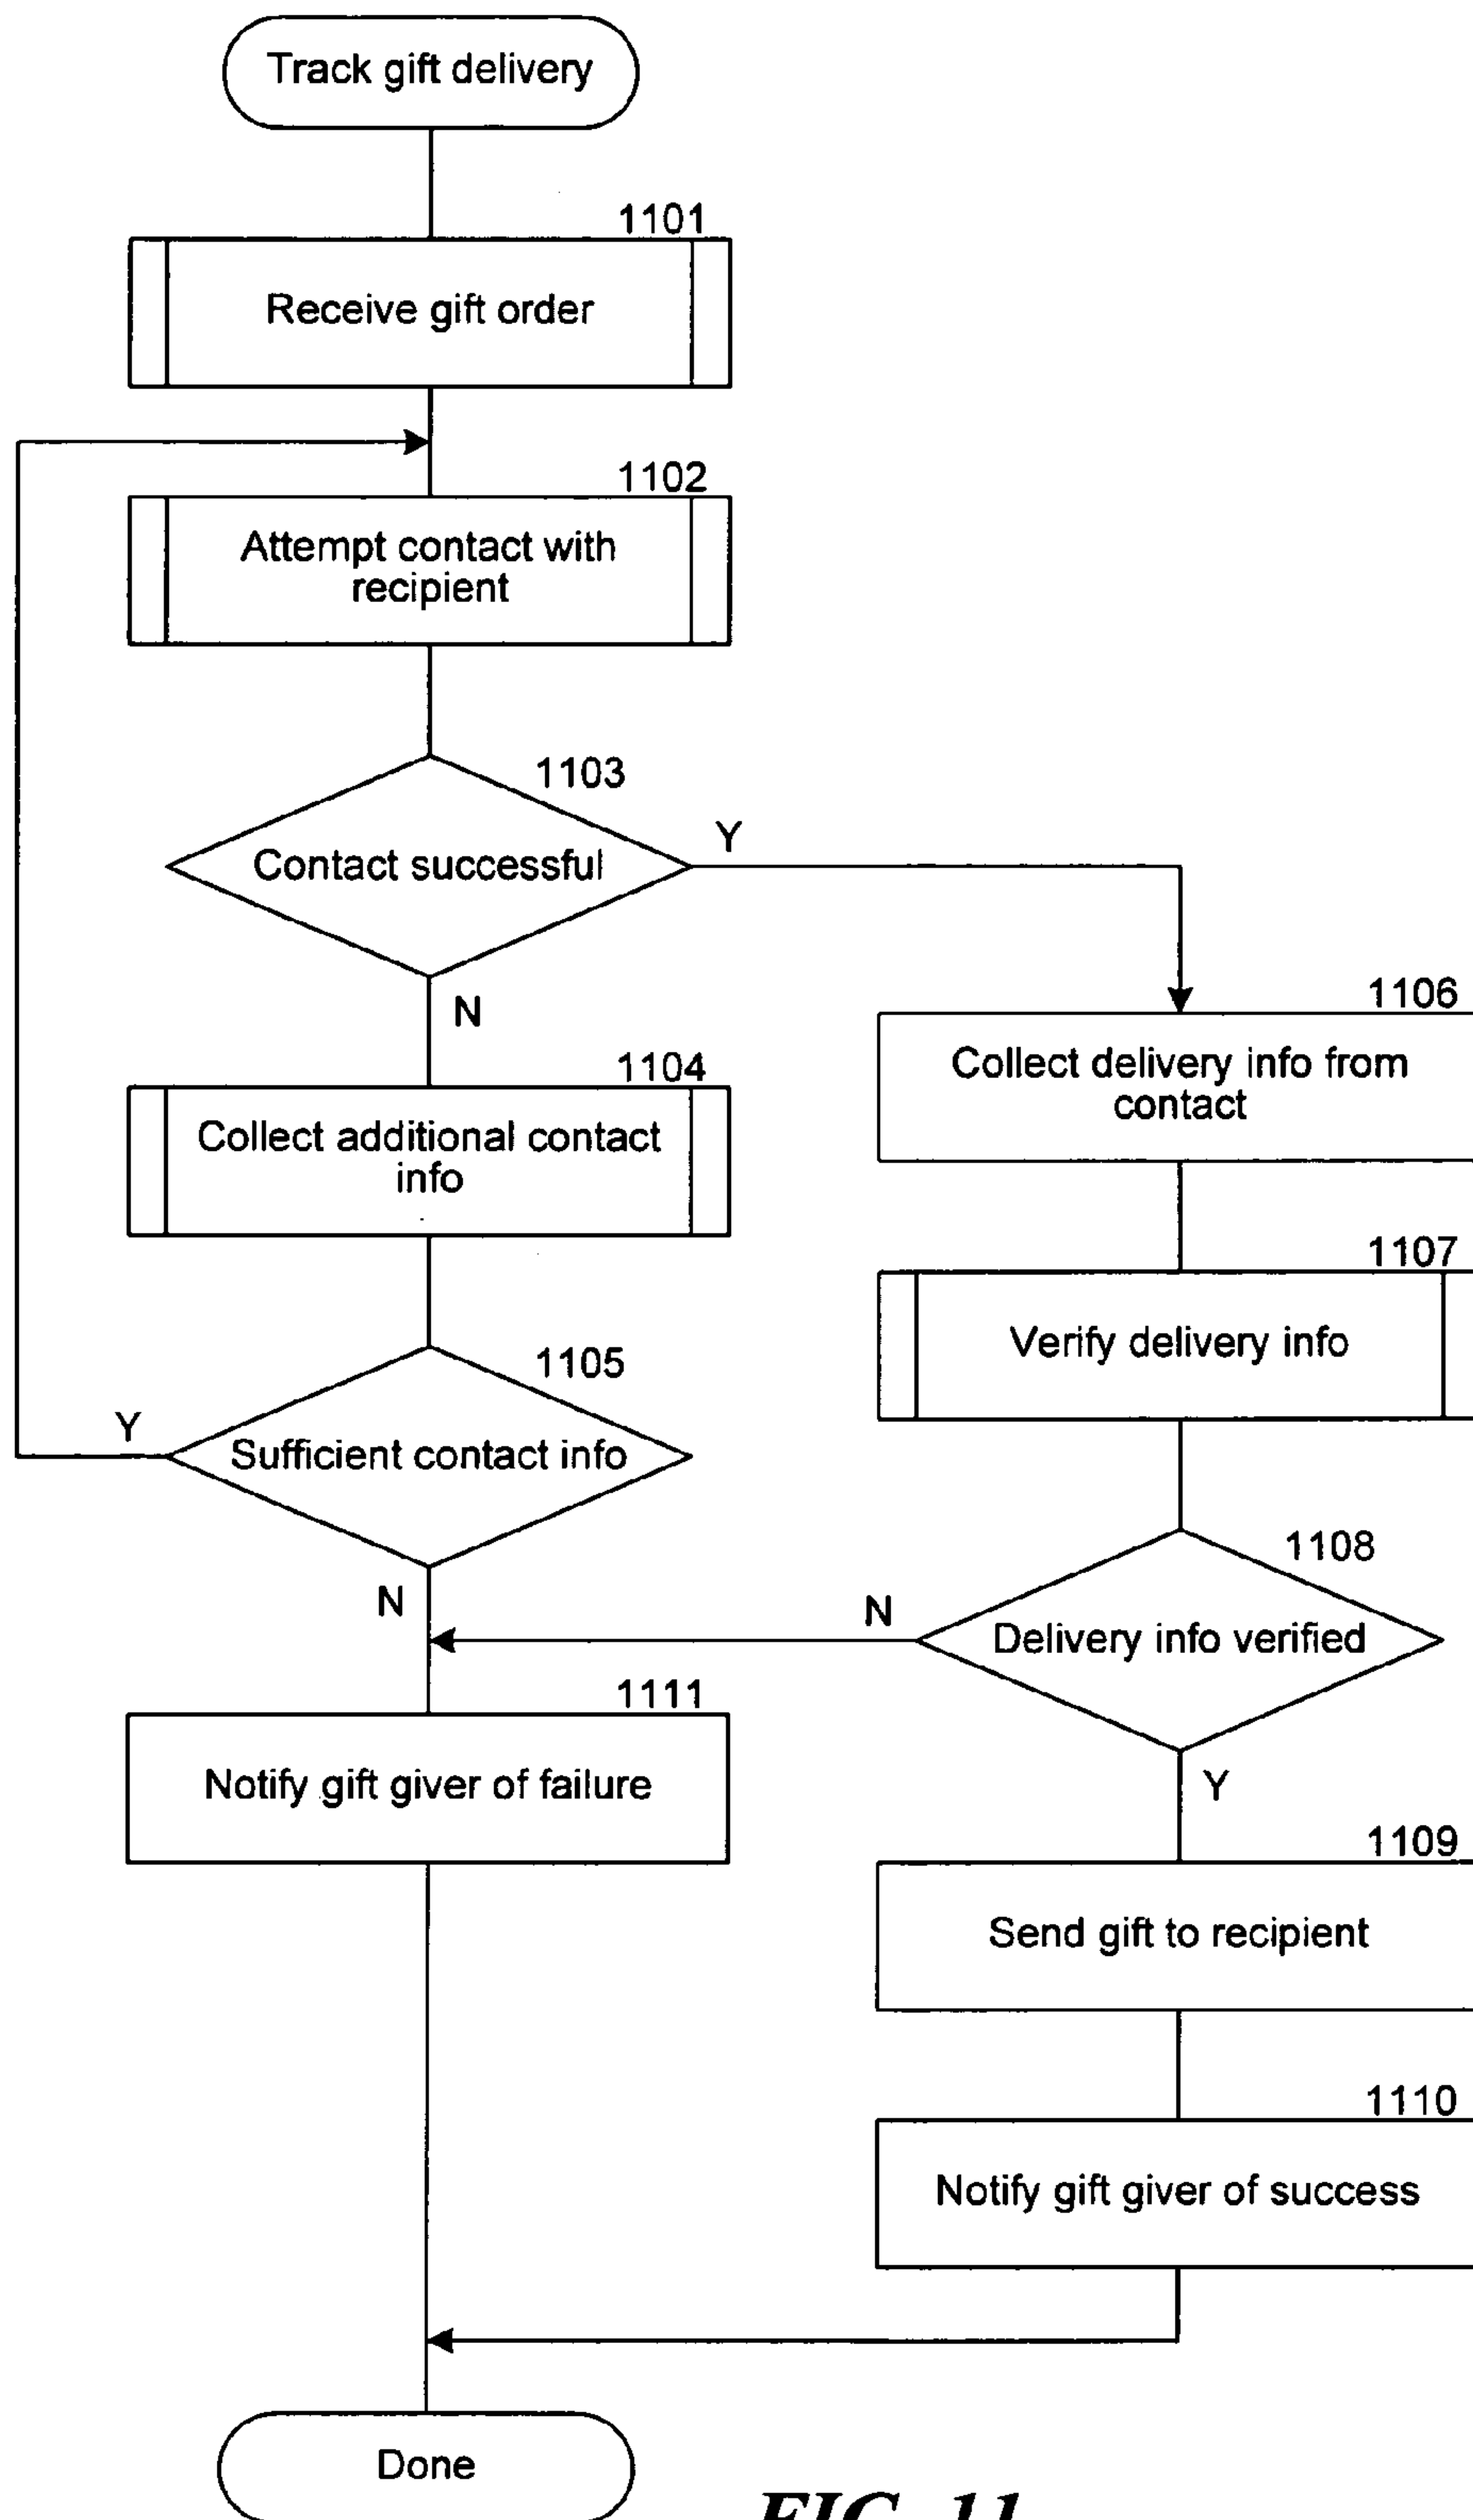 Track gift delivery
1101
Receive gift order
1102
Attempt contact with
recipient
1103
Contact successful
Y
N
1104
Collect additional contact
info
1105
Sufficient contact info
Y
N
1106
Collect delivery info from
contact
1107
Verify delivery info
1108
Delivery info verified
N
Y
1111
Notify gift giver of failure
1109
Send gift to recipient
1110
Notify gift giver of success
Done
FIG. 11